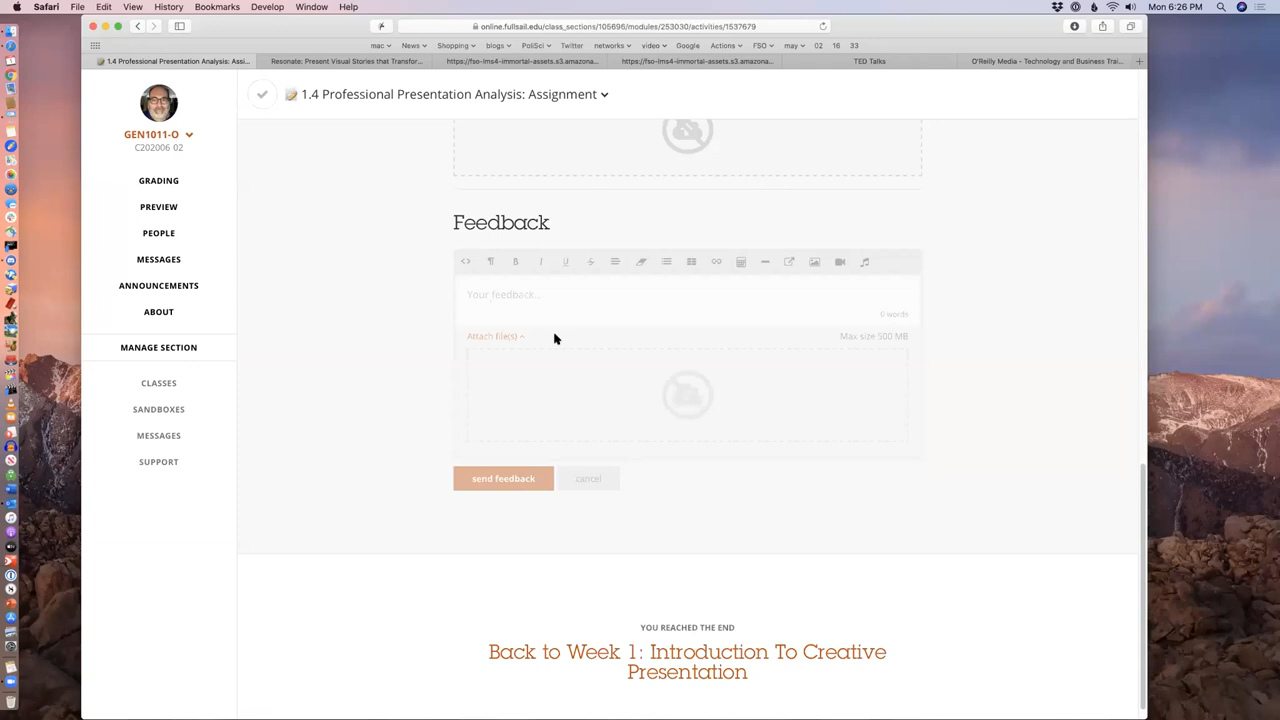 Safari File Edit View History Bookmarks Develop Window Help Mon 6:26 PM
online.fullsail.edu/class_sections/105696/modules/253030/activities/1537679
mac News Shopping blogs PoliSci Twitter networks video Google Actions FSO may 02 16 33
1.4 Professional Presentation Analysis: Assi... Resonate: Present Visual Stories that Transfor... https://fso-lms4-immortal-assets.s3.amazona... https://fso-lms4-immortal-assets.s3.amazona... TED Talks O'Reilly Media - Technology and Business Trai...
1.4 Professional Presentation Analysis: Assignment
GEN1011-O
C202006 02
GRADING
PREVIEW
PEOPLE
MESSAGES
ANNOUNCEMENTS
ABOUT
MANAGE SECTION
CLASSES
SANDBOXES
MESSAGES
SUPPORT
Feedback
Your feedback...
0 words
Attach file(s) Max size 500 MB
send feedback cancel
YOU REACHED THE END
Back to Week 1: Introduction To Creative
Presentation